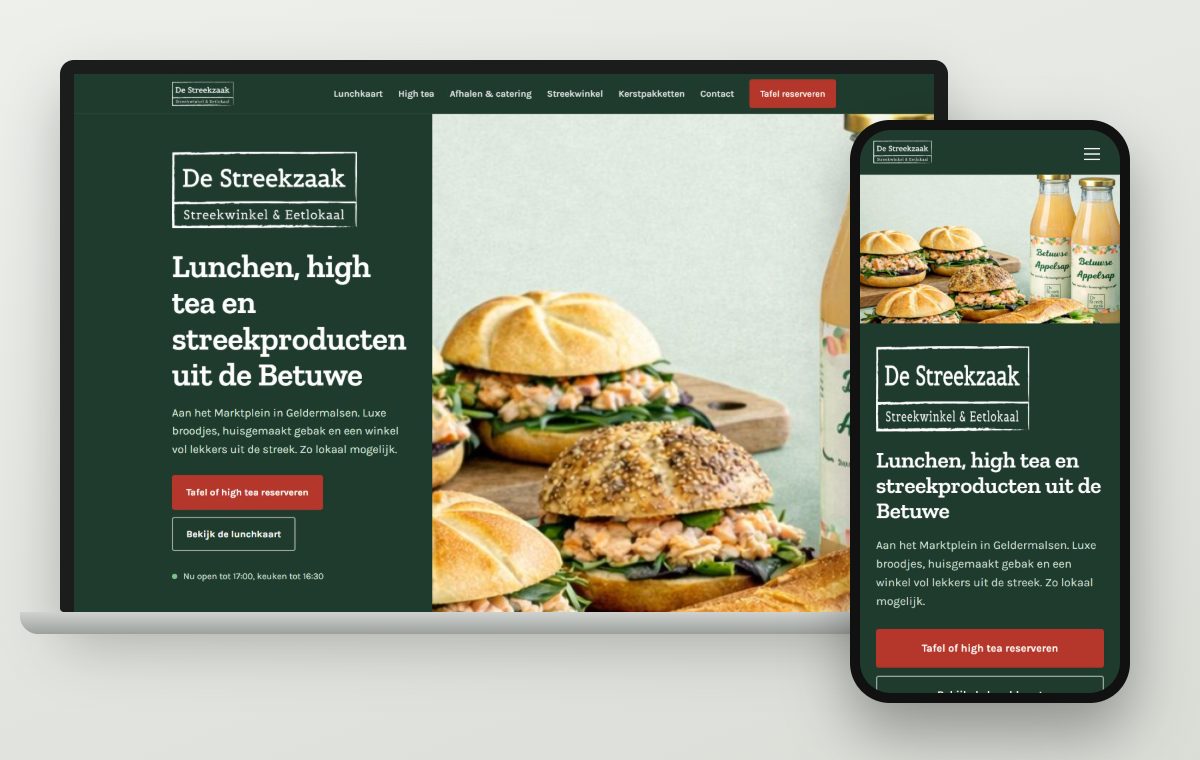 De Streekzaak
Streekwinkel & Eetlokaal
Lunchkaart High tea Afhalen & catering Streekwinkel Kerstpakketten Contact Tafel reserveren
De Streekzaak
Streekwinkel & Eetlokaal
Lunchen, high
tea en
streekproducten
uit de Betuwe
Aan het Marktplein in Geldermalsen. Luxe
broodjes, huisgemaakt gebak en een winkel
vol lekkers uit de streek. Zo lokaal mogelijk.
Tafel of high tea reserveren
Bekijk de lunchkaart
Nu open tot 17:00, keuken tot 16:30
De Streekzaak
Streekwinkel & Eetlokaal
Betuwse
Appelsap
Betuwse
Appelsap
De Streekzaak
Streekwinkel & Eetlokaal
Lunchen, high tea en
streekproducten uit de
Betuwe
Aan het Marktplein in Geldermalsen. Luxe
broodjes, huisgemaakt gebak en een
winkel vol lekkers uit de streek. Zo lokaal
mogelijk.
Tafel of high tea reserveren